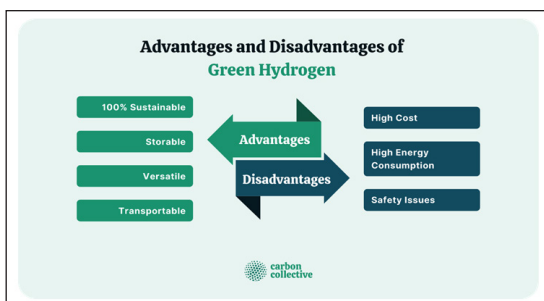 Advantages and Disadvantages of
Green Hydrogen
100% Sustainable
Storable
Versatile
Transportable
Advantages
Disadvantages
High Cost
High Energy
Consumption
Safety Issues
carbon
collective